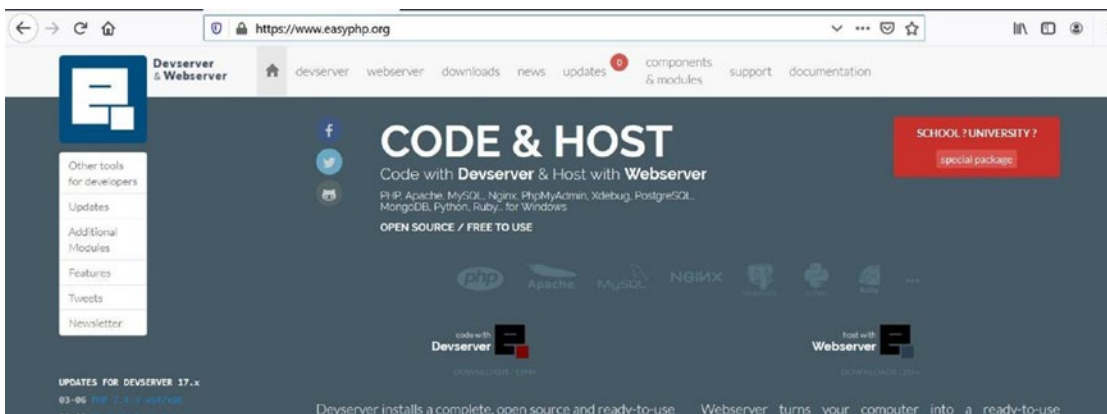 https://www.easyphp.org
Devserver
& Webserver
devserver webserver downloads news updates 0 components
& modules support documentation
Other tools
for developers
Updates
Additional
Modules
Features
Tweets
Newsletter
CODE & HOST
Code with Devserver & Host with Webserver
PHP, Apache, MySQL, Nginx, PhpMyAdmin, Xdebug, PostgreSQL,
MongoDB, Python, Ruby... for Windows
OPEN SOURCE / FREE TO USE
SCHOOL ? UNIVERSITY ?
special package
php Apache MySQL NGINX
code with
Devserver
host with
Webserver
UPDATES FOR DEVSERVER 17.x
03-06 PHP
Devserver installs a complete, open source and ready-to-use
Webserver turns your computer into a ready-to-use